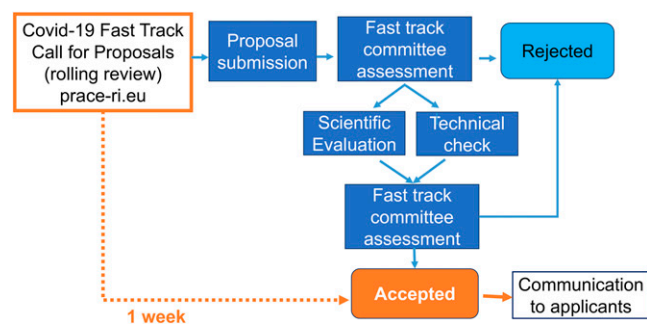 Covid-19 Fast Track
Call for Proposals
(rolling review)
prace-ri.eu
Proposal
submission
Fast track
committee
assessment
Rejected
Scientific
Evaluation
Technical
check
Fast track
committee
assessment
Accepted
Communication
to applicants
1 week